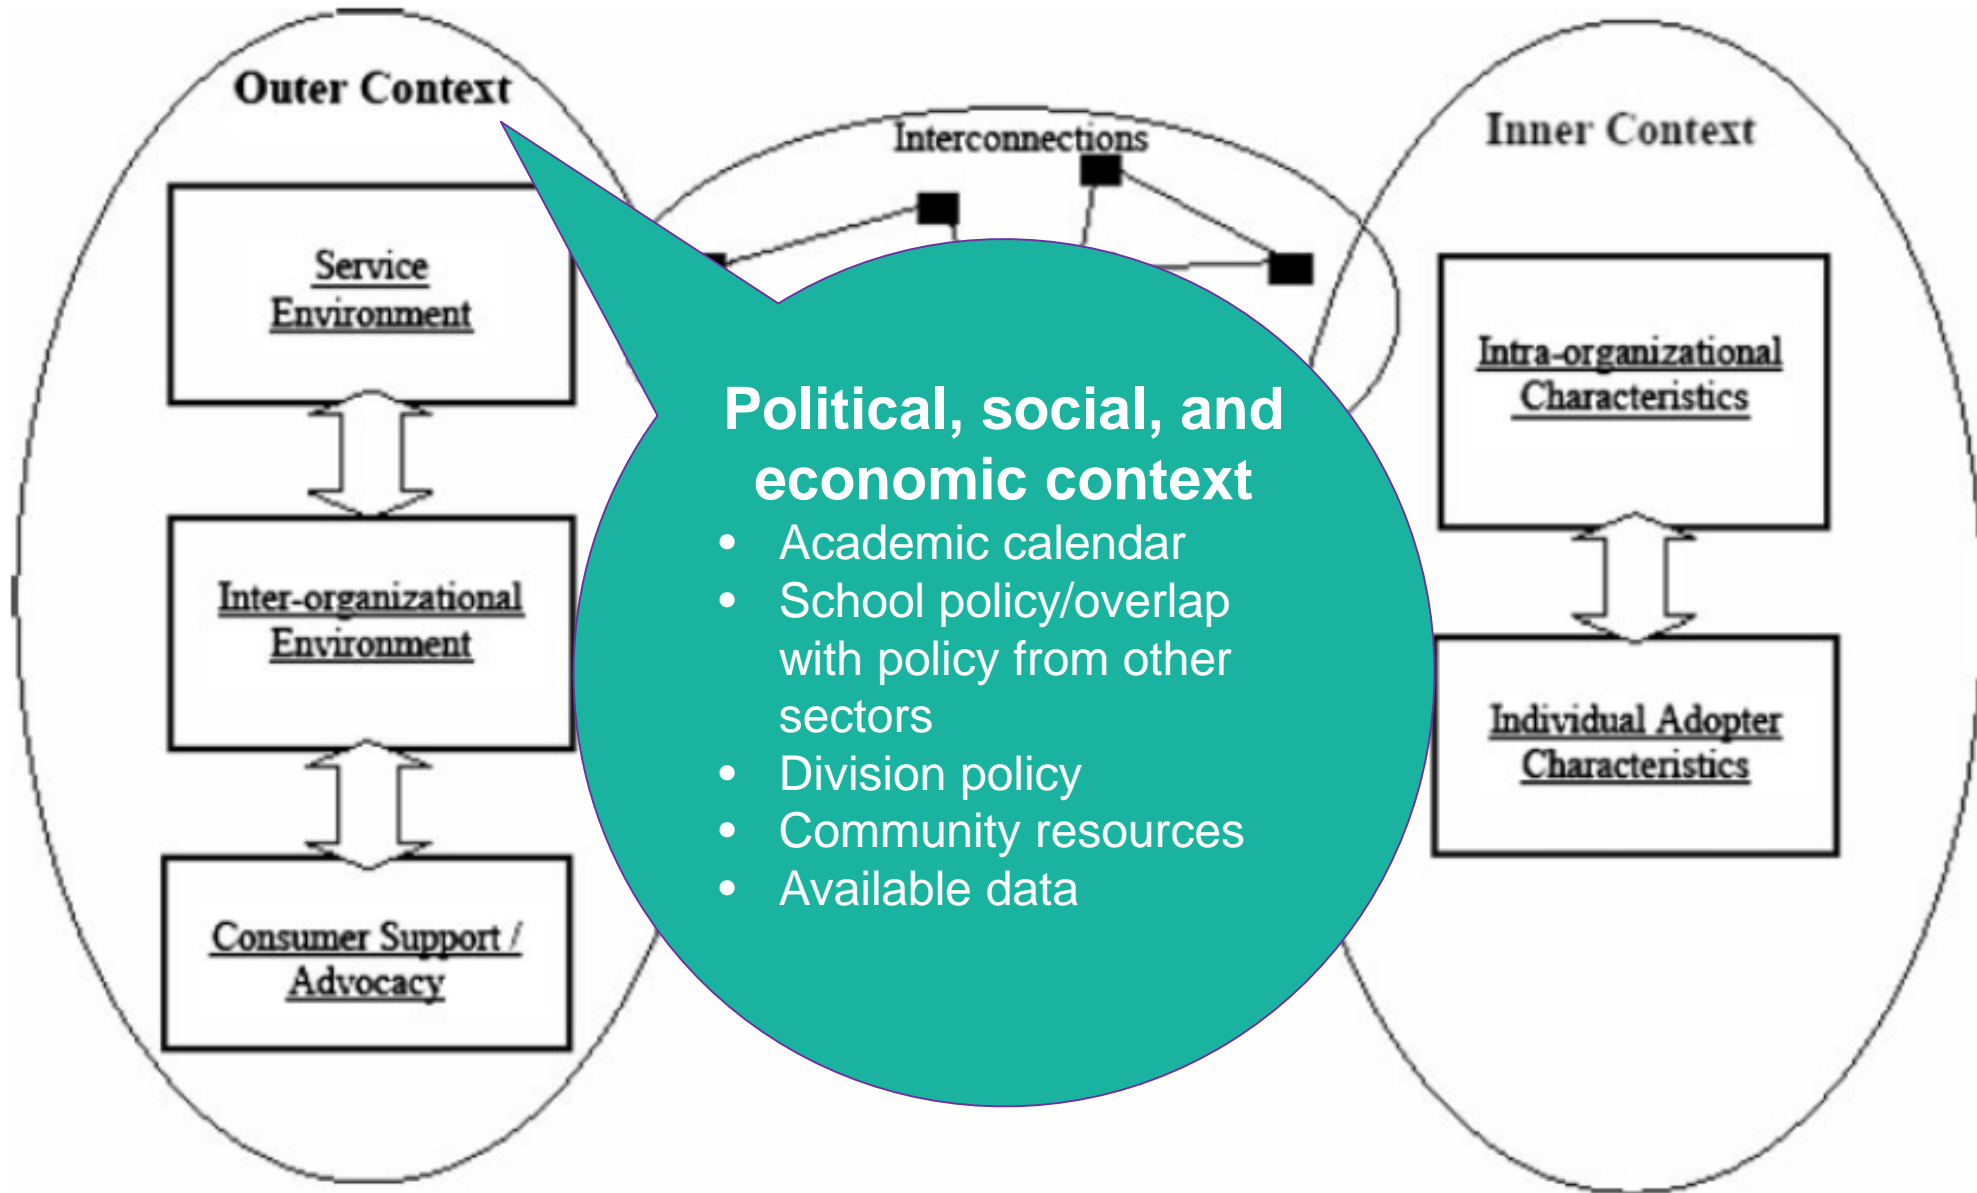 Outer Context
Service
Environment
Inter-organizational
Environment
Consumer Support /
Advocacy
Interconnections
Political, social, and
economic context
• Academic calendar
• School policy/overlap
with policy from other
sectors
• Division policy
• Community resources
• Available data
Inner Context
Intra-organizational
Characteristics
Individual Adopter
Characteristics